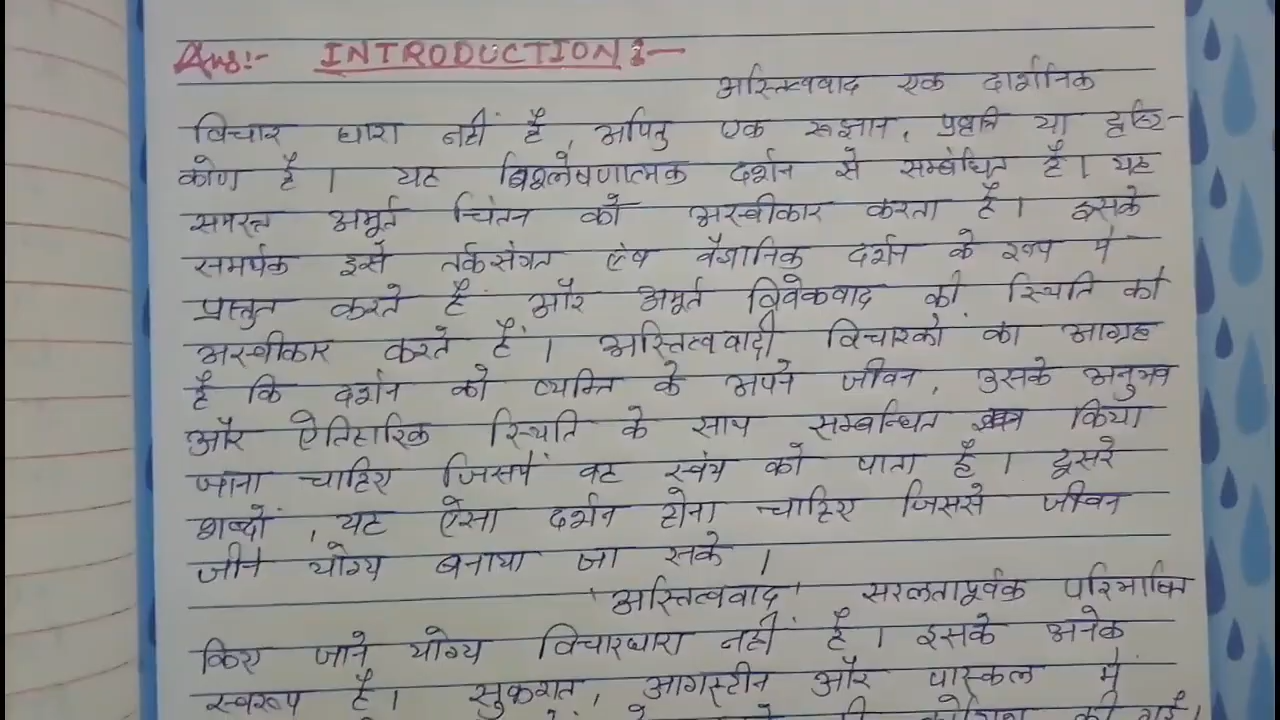 Ans:- INTRODUCTION :-
अस्तित्ववाद एक दार्शनिक
विचार धारा नहीं है, अपितु एक रूझान, प्रवृत्ति या दृष्टि-
कोण है। यह विश्लेषणात्मक दर्शन से सम्बंधित है। यह
समस्त अमूर्त चिंतन को अस्वीकार करता है। इसके
समर्थक इसे तर्कसंगत एंव वैज्ञानिक दर्शन के रूप में
प्रस्तुत करते हैं और अमूर्त विवेकवाद की स्थिति को
अस्वीकार करते हैं। अस्तित्ववादी विचारकों का आग्रह
है कि दर्शन को व्यक्ति के अपने जीवन, उसके अनुभव
और ऐतिहारिक स्थिति के साथ सम्बन्धित किया
जाना चाहिए जिसमें वह स्वंय को पाता है। दूसरे
शब्दों, यह ऐसा दर्शन होना चाहिए जिससे जीवन
जीने योग्य बनाया जा सके।
'अस्तित्ववाद' सरलतापूर्वक परिभाषित
किए जाने योग्य विचारधारा नहीं है। इसके अनेक
स्वरूप है। सुकरात, आगस्टीन और पास्कल में
की गई।